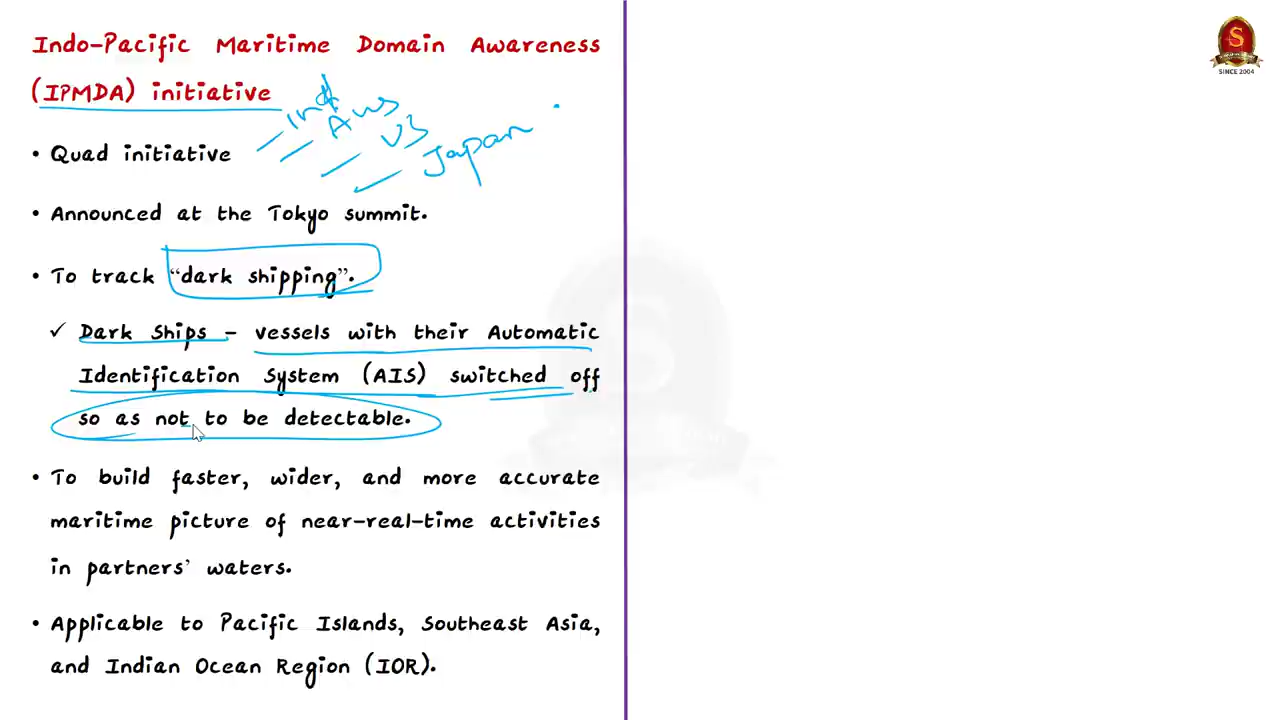 Indo-Pacific Maritime Domain Awareness
(IPMDA) initiative
Ind
Aus
US
Japan
• Quad initiative
• Announced at the Tokyo summit.
• To track “dark shipping”.
✓ Dark Ships – vessels with their Automatic
Identification System (AIS) switched off
so as not to be detectable.
• To build faster, wider, and more accurate
maritime picture of near-real-time activities
in partners’ waters.
• Applicable to Pacific Islands, Southeast Asia,
and Indian Ocean Region (IOR).
S
SINCE 2004